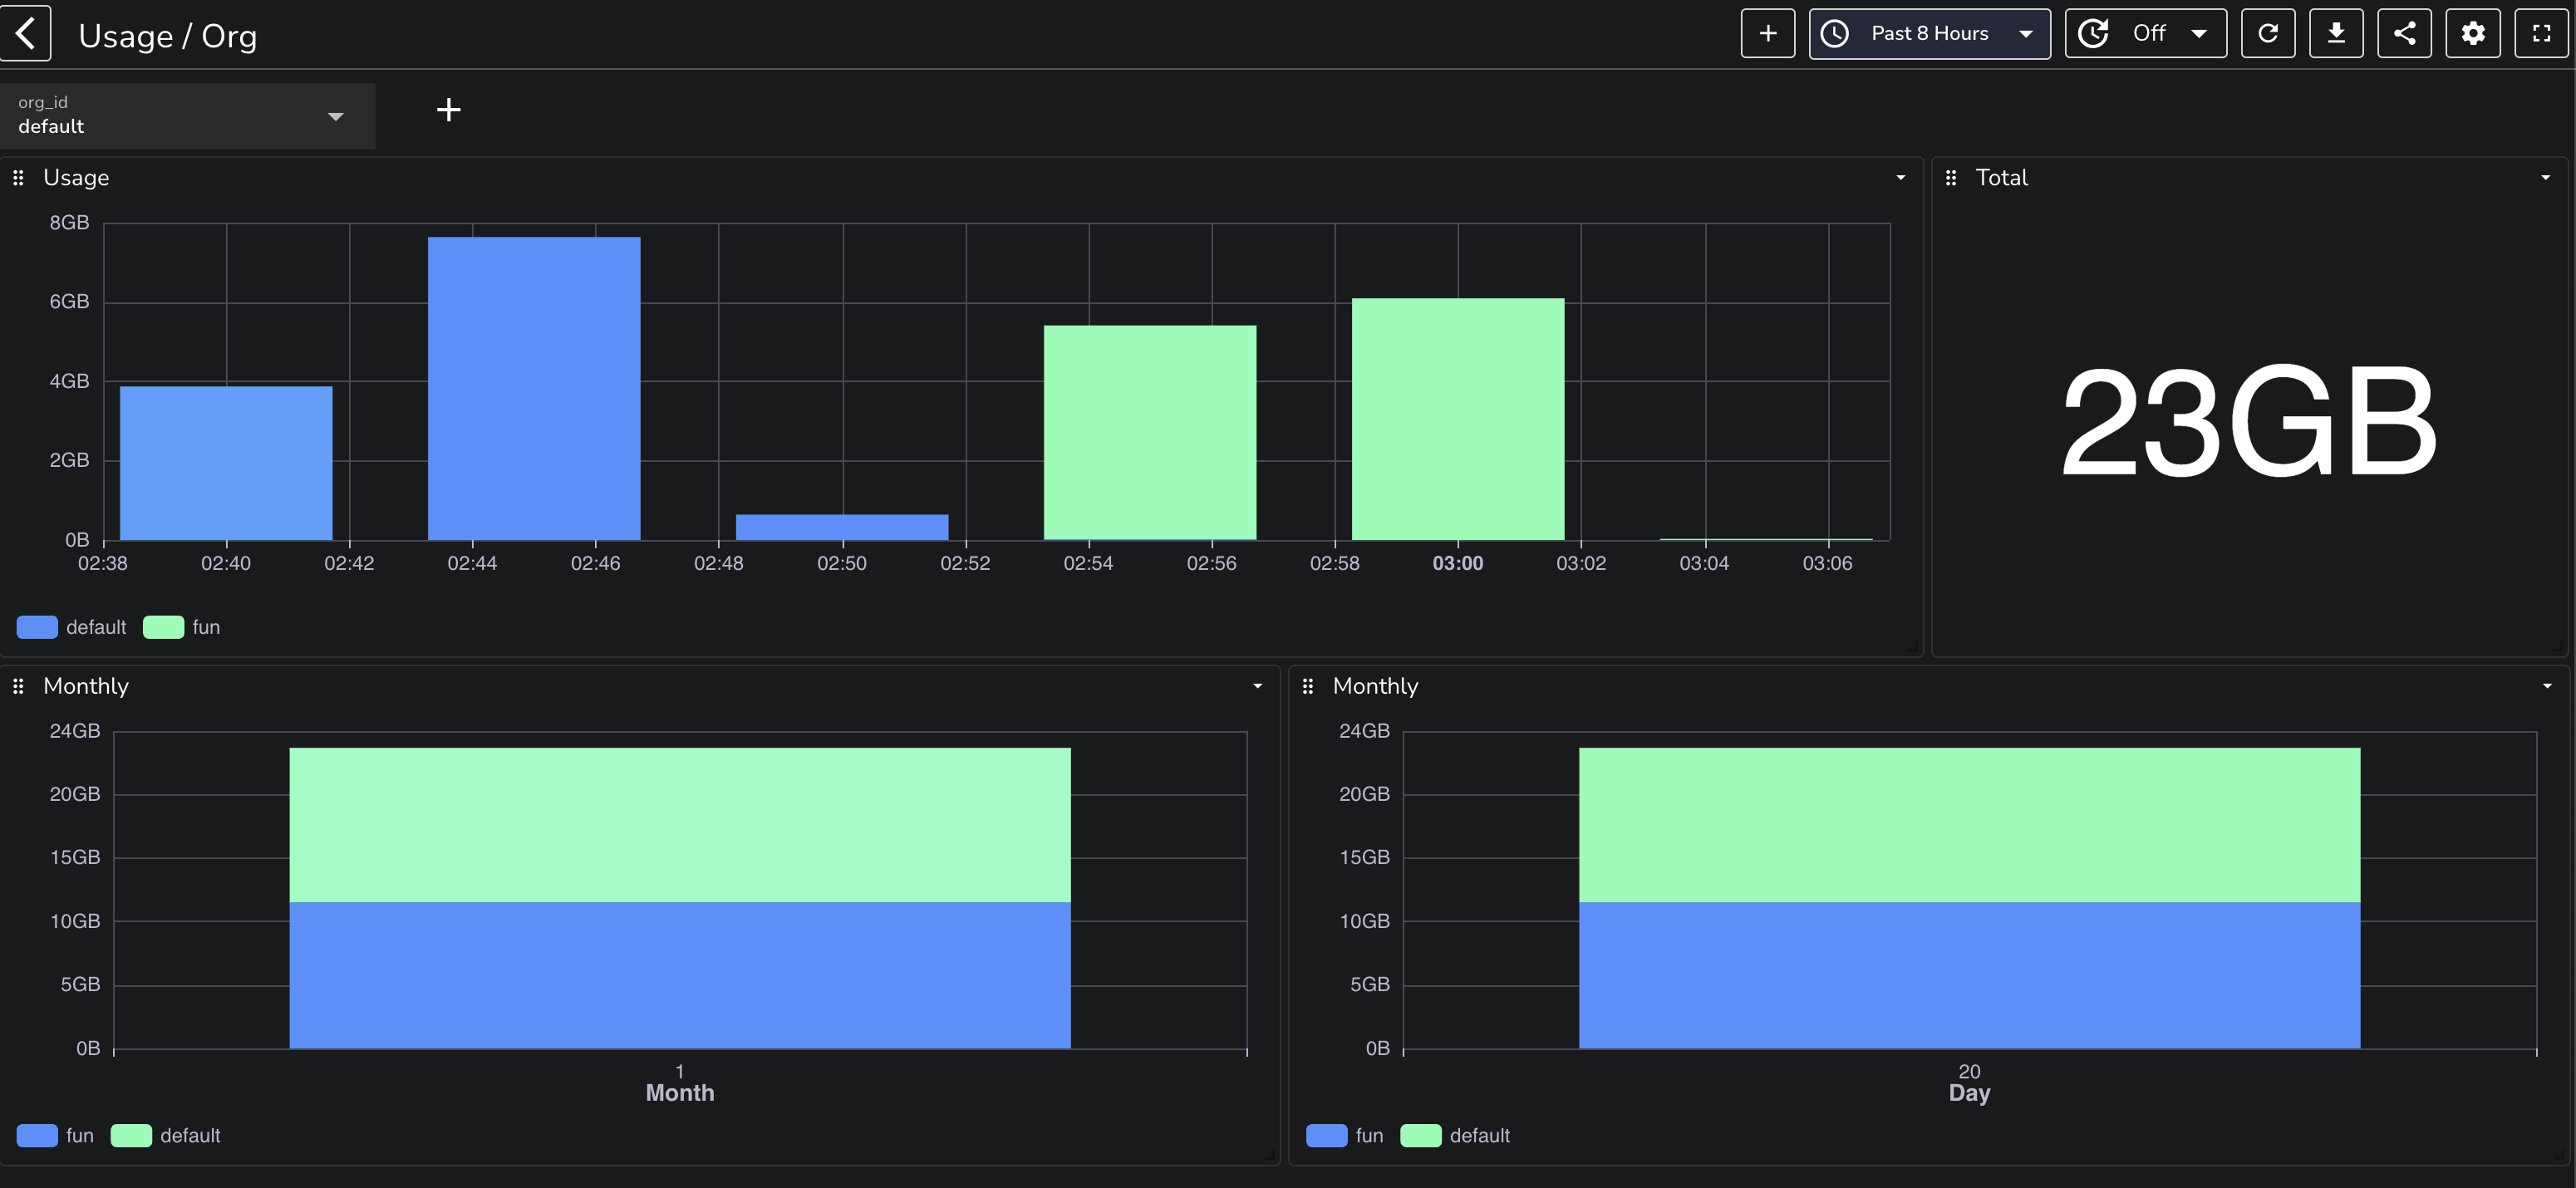 Usage / Org
Past 8 Hours
Off
org_id
default
Usage
8GB
6GB
4GB
2GB
0B
02:38 02:40 02:42 02:44 02:46 02:48 02:50 02:52 02:54 02:56 02:58 03:00 03:02 03:04 03:06
default fun
Total
23GB
Monthly
24GB
20GB
15GB
10GB
5GB
0B
1
Month
fun default
Monthly
24GB
20GB
15GB
10GB
5GB
0B
20
Day
fun default